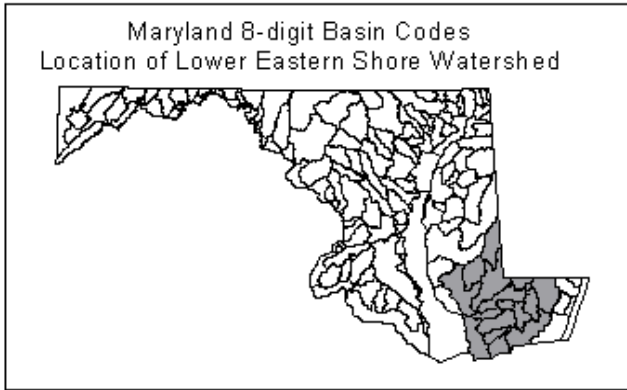 Maryland 8-digit Basin Codes
Location of Lower Eastern Shore Watershed